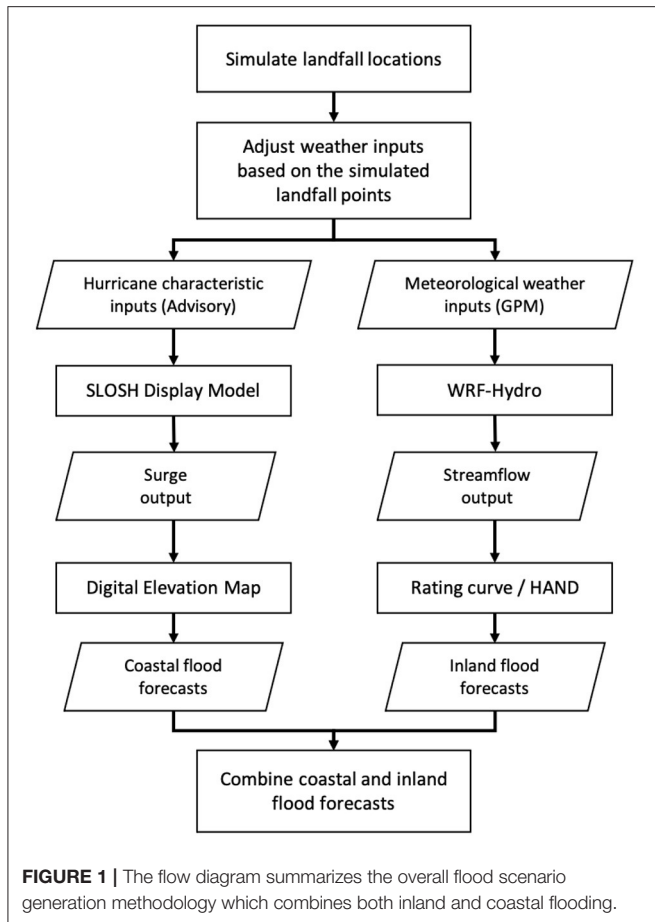 Simulate landfall locations
Adjust weather inputs
based on the simulated
landfall points
Hurricane characteristic
inputs (Advisory)
Meteorological weather
inputs (GPM)
SLOSH Display Model
WRF-Hydro
Surge
output
Streamflow
output
Digital Elevation Map
Rating curve / HAND
Coastal flood
forecasts
Inland flood
forecasts
Combine coastal and inland
flood forecasts
FIGURE 1 | The flow diagram summarizes the overall flood scenario
generation methodology which combines both inland and coastal flooding.